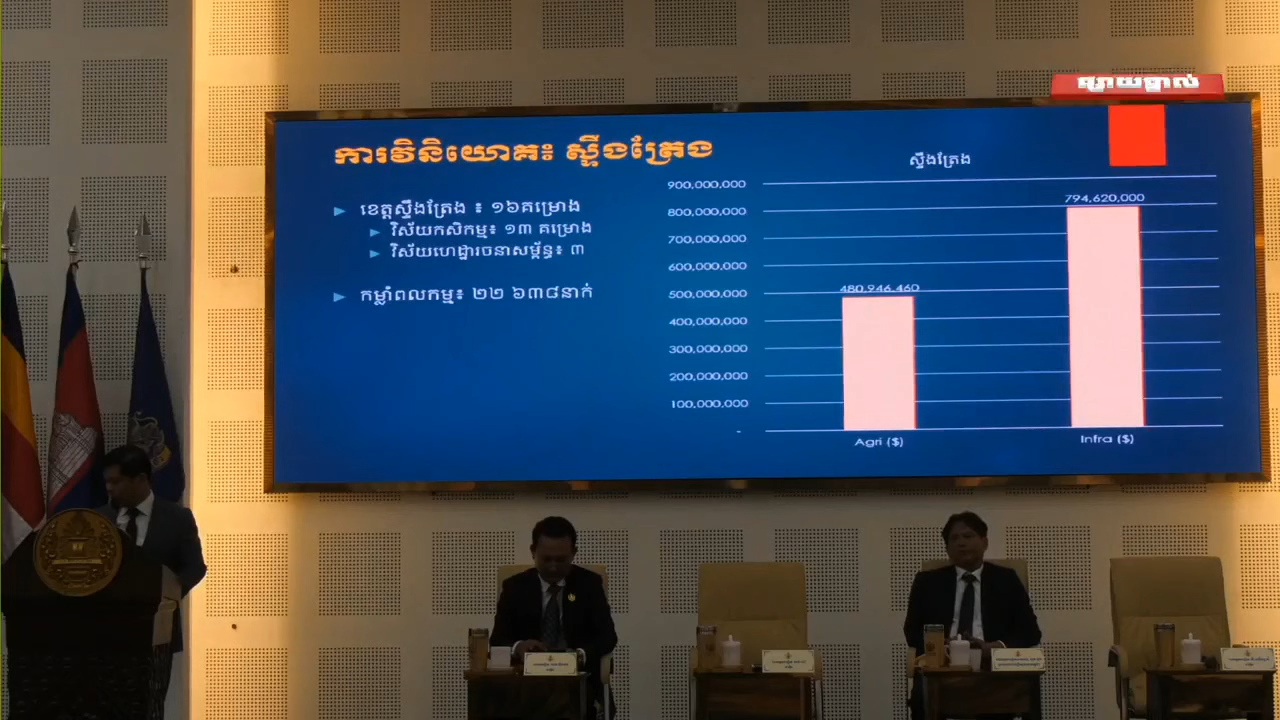 ផ្សាយផ្ទាល់
ការវិនិយោគ៖ ស្ទឹងត្រែង
ខេត្តស្ទឹងត្រែង ៖ ១៦គម្រោង
វិស័យកសិកម្ម៖ ១៣ គម្រោង
វិស័យហេដ្ឋារចនាសម្ព័ន្ធ៖ ៣
កម្លាំពលកម្ម៖ ២២ ៦៣៨នាក់
ស្ទឹងត្រែង
900,000,000
800,000,000
700,000,000
600,000,000
500,000,000
400,000,000
300,000,000
200,000,000
100,000,000
-
480,946,460
794,620,000
Agri ($)
Infra ($)